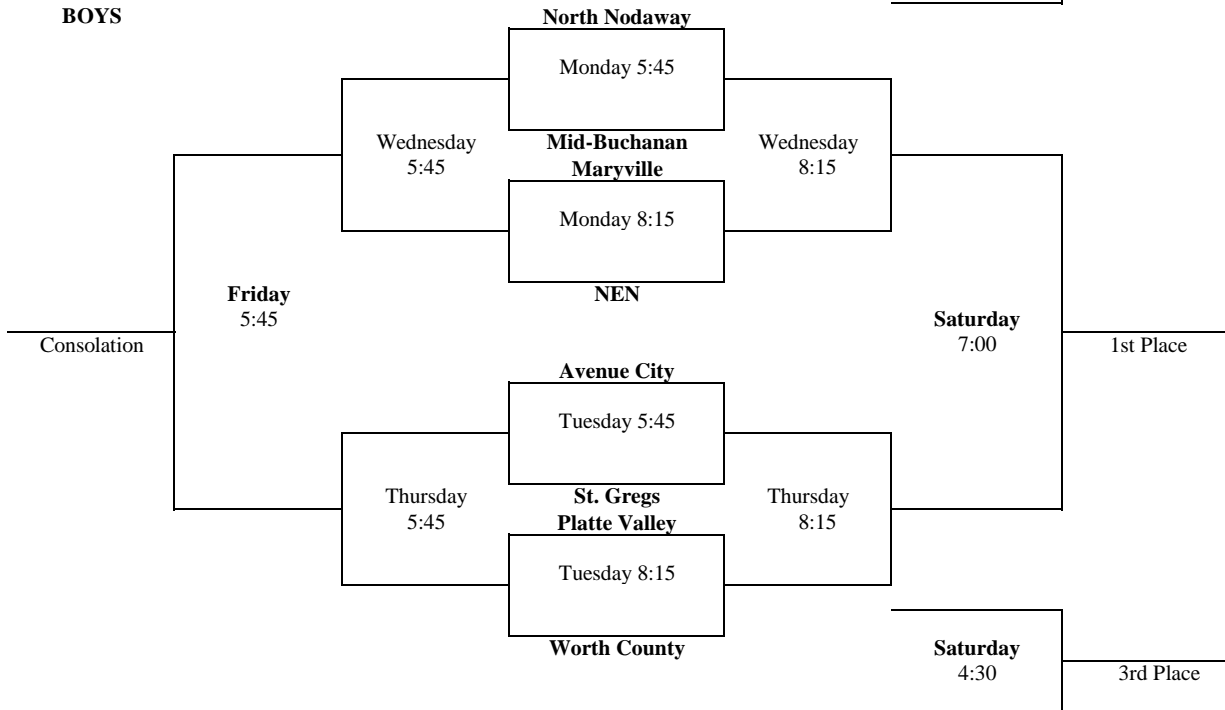 BOYS
North Nodaway
Monday 5:45
Wednesday
5:45
Mid-Buchanan
Maryville
Wednesday
8:15
Monday 8:15
NEN
Friday
5:45
Consolation
Saturday
7:00
1st Place
Avenue City
Tuesday 5:45
Thursday
5:45
St. Gregs
Platte Valley
Thursday
8:15
Tuesday 8:15
Worth County
Saturday
4:30
3rd Place